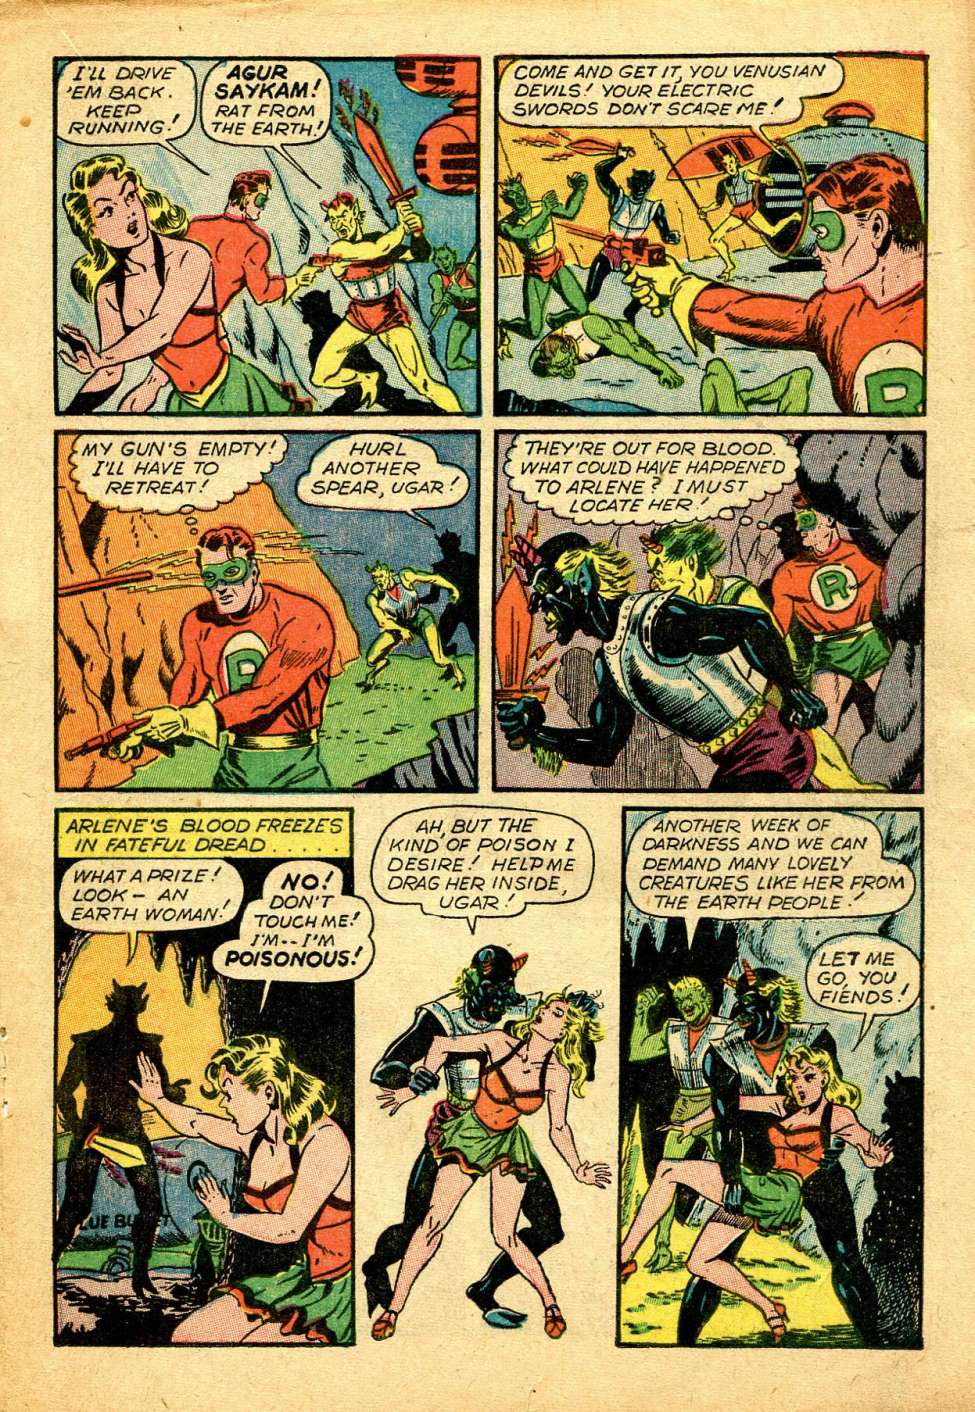 I'LL DRIVE
'EM BACK.
KEEP
RUNNING!
AGUR
SAYKAM!
RAT FROM
THE EARTH!
COME AND GET IT, YOU VENUSIAN
DEVILS! YOUR ELECTRIC
SWORDS DON'T SCARE ME!
R
MY GUN'S EMPTY!
I'LL HAVE TO
RETREAT!
HURL
ANOTHER
SPEAR, UGAR!
R
THEY'RE OUT FOR BLOOD.
WHAT COULD HAVE HAPPENED
TO ARLENE? I MUST
LOCATE HER!
R
ARLENE'S BLOOD FREEZES
IN FATEFUL DREAD.....
WHAT A PRIZE!
LOOK - AN
EARTH WOMAN!
NO!
DON'T
TOUCH ME!
I'M-- I'M
POISONOUS!
LUE BU ET
AH, BUT THE
KIND OF POISON I
DESIRE! HELP ME
DRAG HER INSIDE,
UGAR!
ANOTHER WEEK OF
DARKNESS AND WE CAN
DEMAND MANY LOVELY
CREATURES LIKE HER FROM
THE EARTH PEOPLE!
LET ME
GO, YOU
FIENDS!